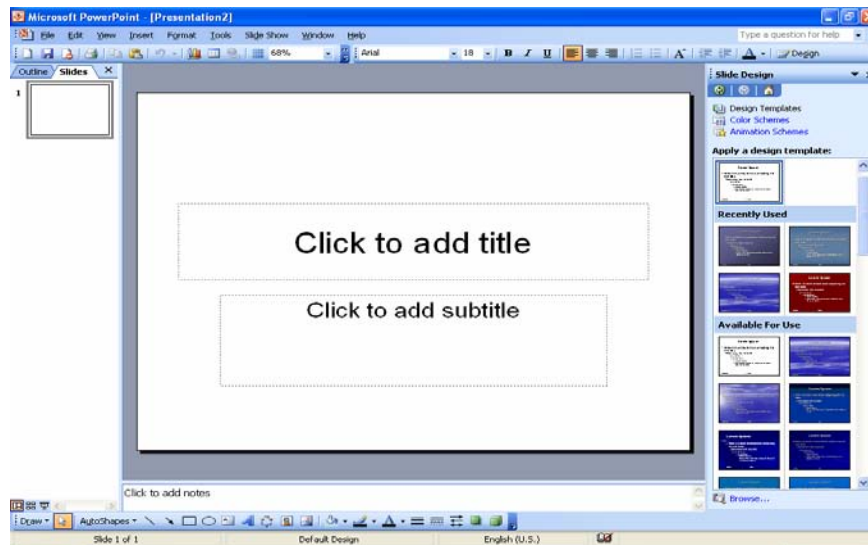 Microsoft PowerPoint - [Presentation2]
File Edit View Insert Format Tools Slide Show Window Help
Type a question for help
68% Arial 18 B I U A A Design
Outline Slides
Slide Design
1
Design Templates
Color Schemes
Animation Schemes
Apply a design template:
Recently Used
Click to add title
Click to add subtitle
Available For Use
Browse...
Click to add notes
Draw AutoShapes A
Slide 1 of 1 Default Design English (U.S.)